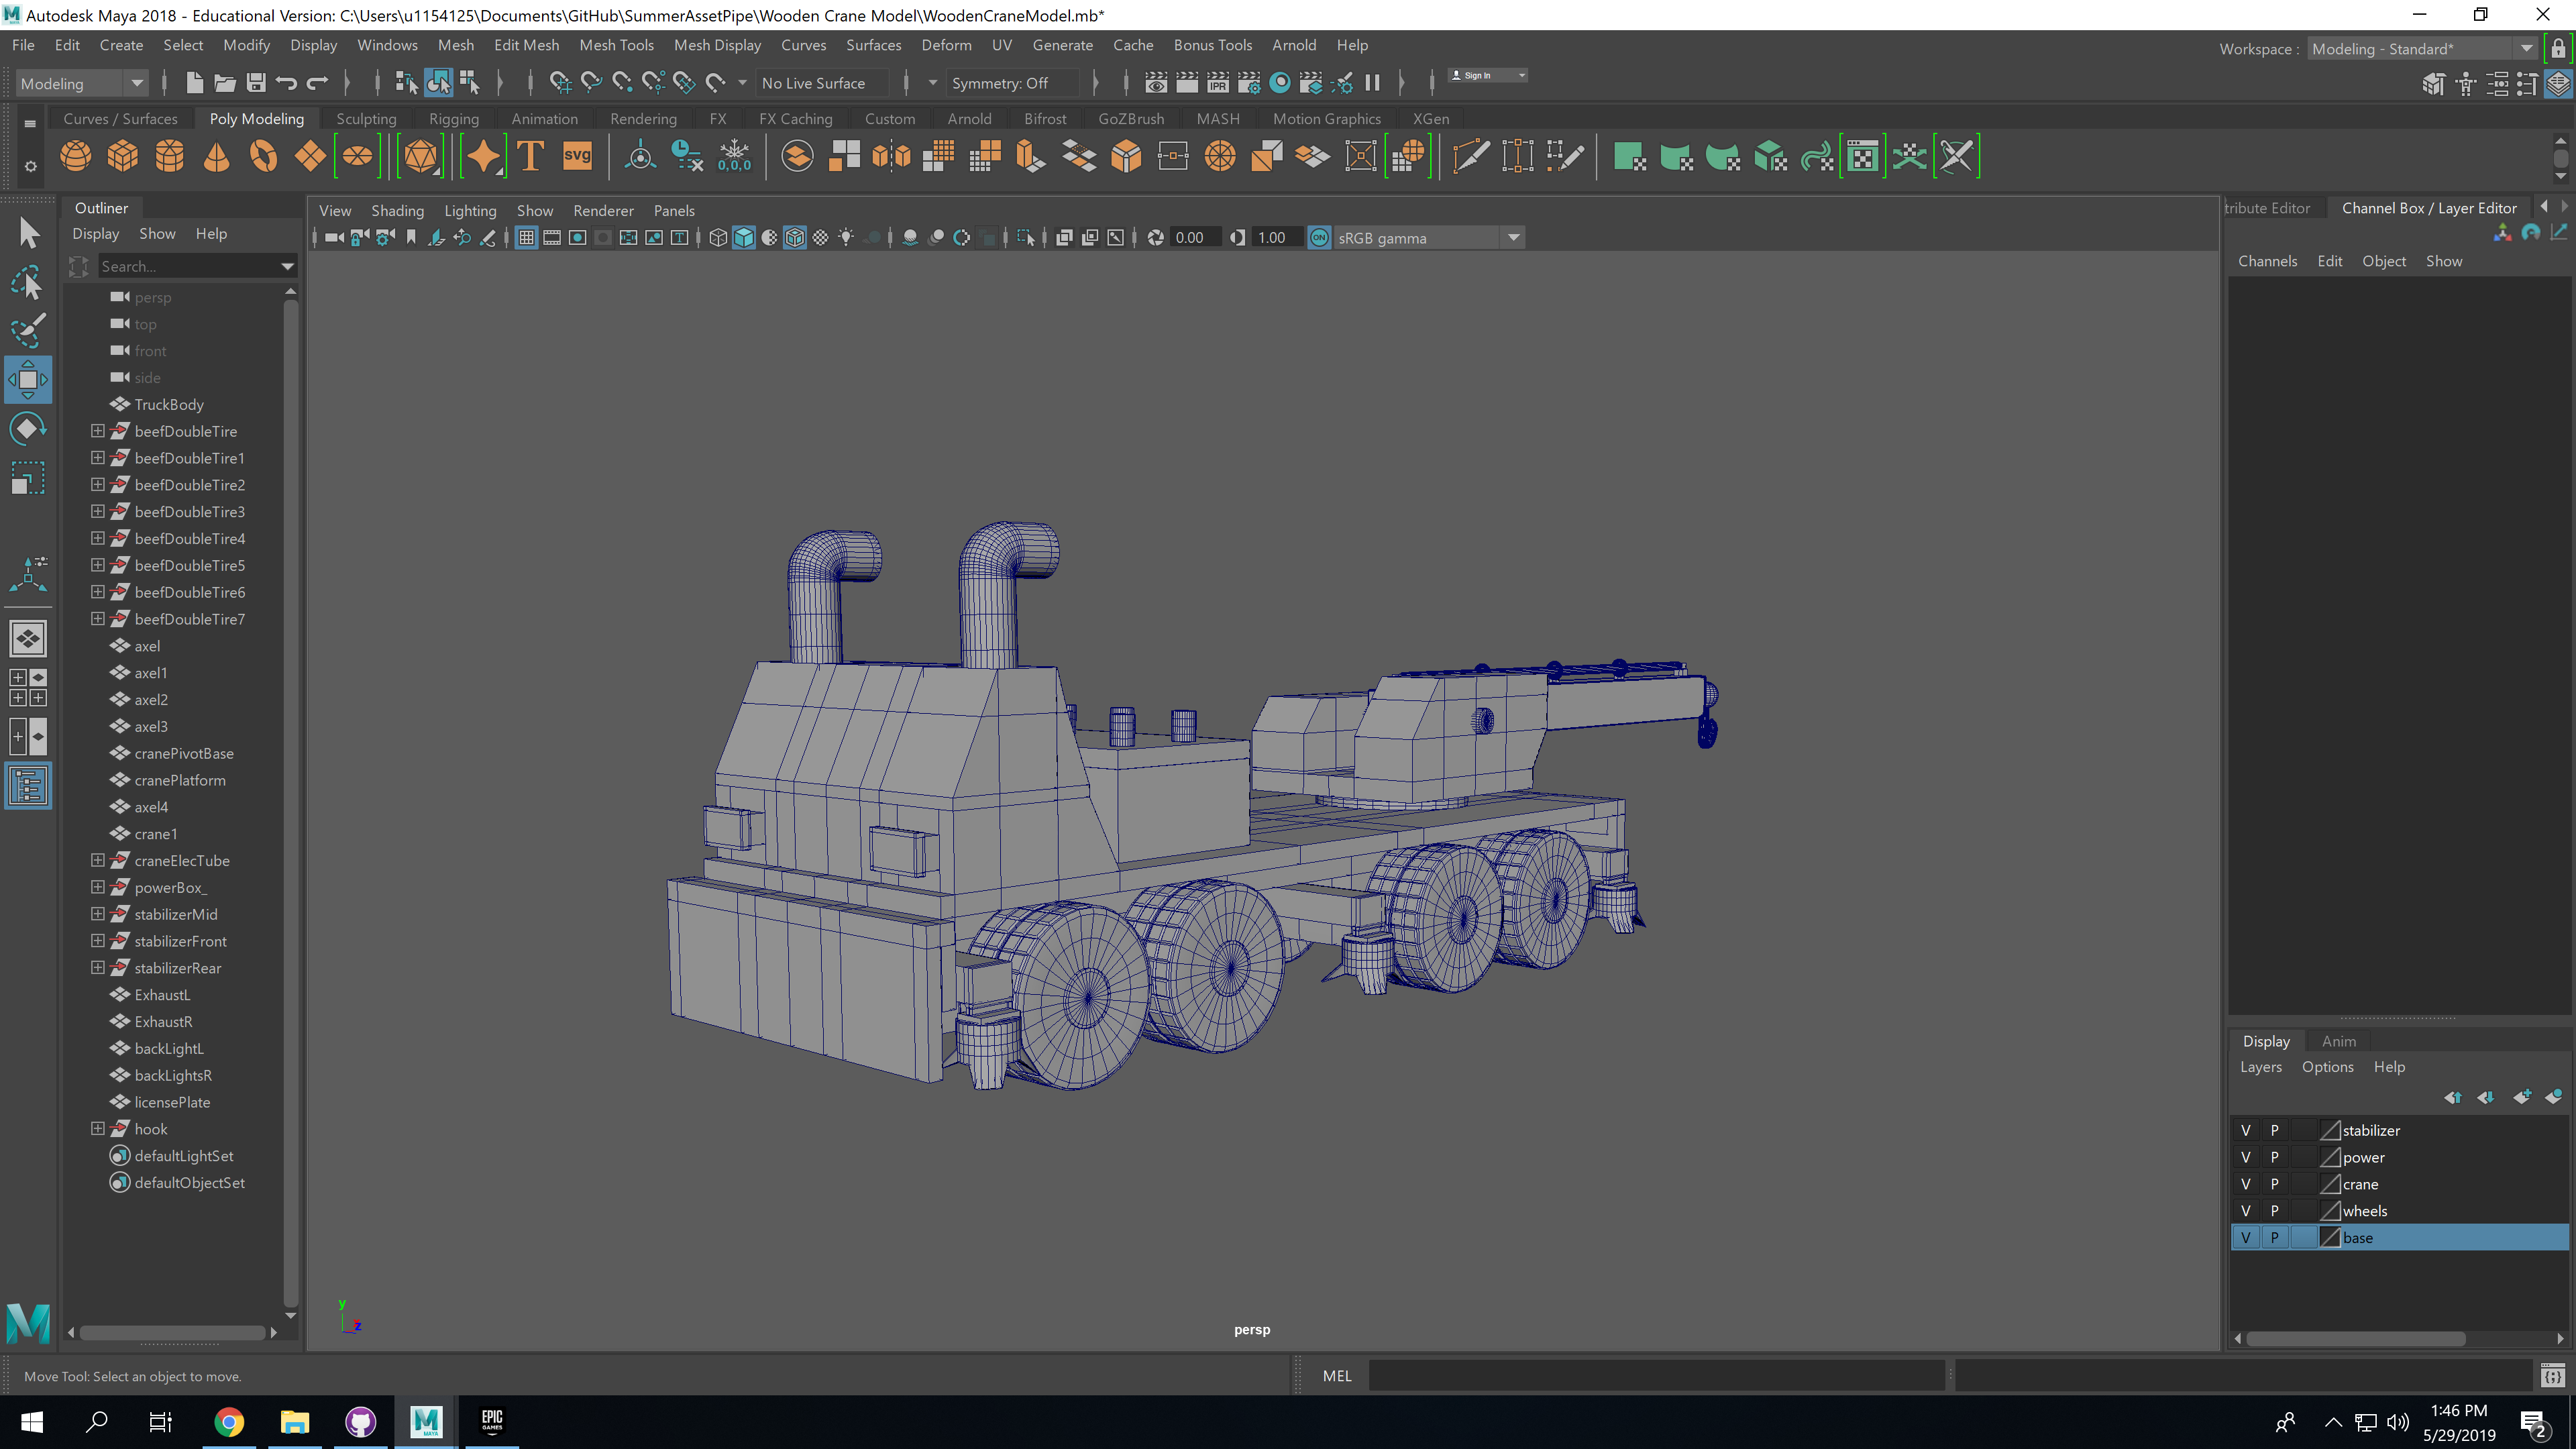 Autodesk Maya 2018 - Educational Version: C:\Users\u1154125\Documents\GitHub\SummerAssetPipe\Wooden Crane Model\WoodenCraneModel.mb*
File Edit Create Select Modify Display Windows Mesh Edit Mesh Mesh Tools Mesh Display Curves Surfaces Deform UV Generate Cache Bonus Tools Arnold Help
Workspace : Modeling - Standard*
Modeling No Live Surface Symmetry: Off IPR Sign In
Curves / Surfaces Poly Modeling Sculpting Rigging Animation Rendering FX FX Caching Custom Arnold Bifrost GoZBrush MASH Motion Graphics XGen
T svg 0,0,0
Outliner
Display Show Help
Search...
persp
top
front
side
TruckBody
beefDoubleTire
beefDoubleTire1
beefDoubleTire2
beefDoubleTire3
beefDoubleTire4
beefDoubleTire5
beefDoubleTire6
beefDoubleTire7
axel
axel1
axel2
axel3
cranePivotBase
cranePlatform
axel4
crane1
craneElecTube
powerBox_
stabilizerMid
stabilizerFront
stabilizerRear
ExhaustL
ExhaustR
backLightL
backLightsR
licensePlate
hook
defaultLightSet
defaultObjectSet
View Shading Lighting Show Renderer Panels
0.00 1.00 ON sRGB gamma
y
z
persp
tribute Editor Channel Box / Layer Editor
Channels Edit Object Show
Display Anim
Layers Options Help
V P stabilizer
V P power
V P crane
V P wheels
V P base
Move Tool: Select an object to move.
MEL
M
MAYA
EPIC
GAMES
1:46 PM
5/29/2019
2